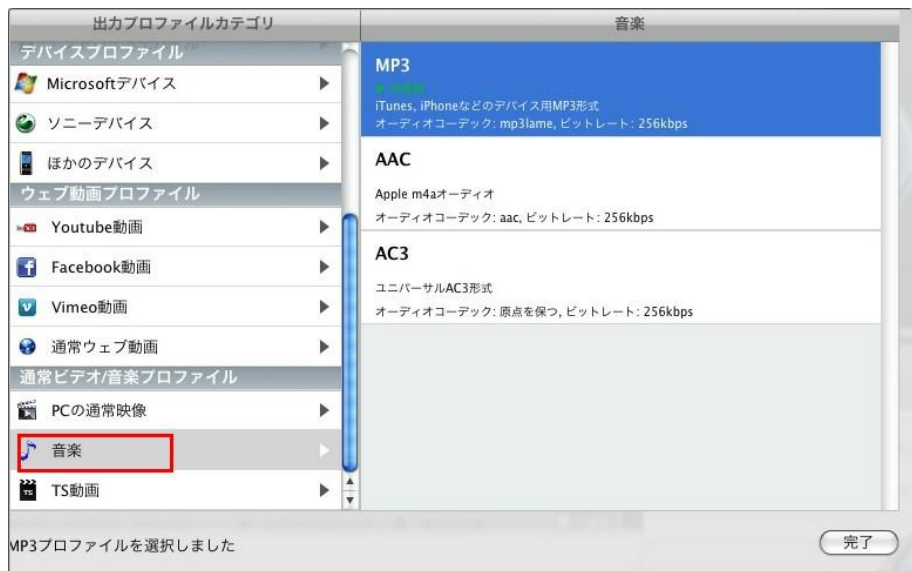 出力プロファイルカテゴリ
デバイスプロファイル
Microsoftデバイス
ソニーデバイス
ほかのデバイス
ウェブ動画プロファイル
Youtube動画
Facebook動画
Vimeo動画
通常ウェブ動画
通常ビデオ/音楽プロファイル
PCの通常映像
音楽
TS動画
音楽
MP3
iTunes, iPhoneなどのデバイス用MP3形式
オーディオコーデック: mp3lame, ビットレート: 256kbps
AAC
Apple m4aオーディオ
オーディオコーデック: aac, ビットレート: 256kbps
AC3
ユニバーサルAC3形式
オーディオコーデック: 原点を保つ, ビットレート: 256kbps
MP3プロファイルを選択しました
完了